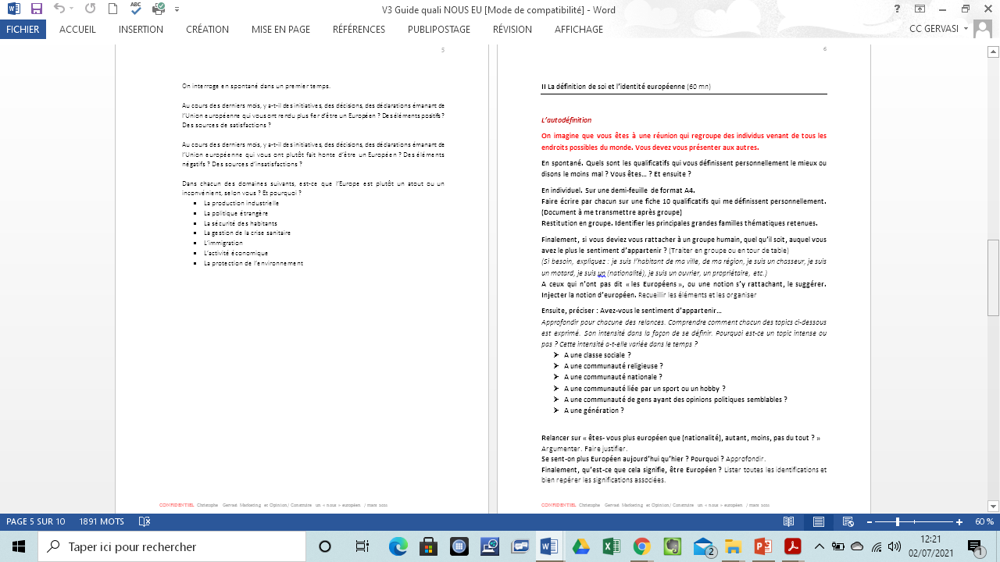 V3 Guide quali NOUS EU [Mode de compatibilité] - Word
FICHIER ACCUEIL INSERTION CRÉATION MISE EN PAGE RÉFÉRENCES PUBLIPOSTAGE RÉVISION AFFICHAGE CC GERVASI
5
On interroge en spontané dans un premier temps.
Au cours des derniers mois, y a-t-il des initiatives, des décisions, des déclarations émanant de
l'Union européenne qui vous ont rendu plus fier d'être un Européen ? Des éléments positifs ?
Des sources de satisfactions ?
Au cours des derniers mois, y a-t-il des initiatives, des décisions, des déclarations émanant de
l'Union européenne qui vous ont plutôt fait honte d'être un Européen ? Des éléments
négatifs ? Des sources d'insatisfactions ?
Dans chacun des domaines suivants, est-ce que l'Europe est plutôt un atout ou un
inconvénient, selon vous ? Et pourquoi ?
▪ La production industrielle
▪ La politique étrangère
▪ La sécurité des habitants
▪ La gestion de la crise sanitaire
▪ L'immigration
▪ L'activité économique
▪ La protection de l'environnement
CONFIDENTIEL Christophe Gervasi Marketing et Opinion/ Construire un « nous » européen / mars 2021
6
II La définition de soi et l'identité européenne (60 mn)
L'autodéfinition
On imagine que vous êtes à une réunion qui regroupe des individus venant de tous les
endroits possibles du monde. Vous devez vous présenter aux autres.
En spontané. Quels sont les qualificatifs qui vous définissent personnellement le mieux ou
disons le moins mal ? Vous êtes... ? Et ensuite ?
En individuel. Sur une demi-feuille de format A4.
Faire écrire par chacun sur une fiche 10 qualificatifs qui me définissent personnellement.
(Document à me transmettre après groupe)
Restitution en groupe. Identifier les principales grandes familles thématiques retenues.
Finalement, si vous deviez vous rattacher à un groupe humain, quel qu'il soit, auquel vous
avez le plus le sentiment d'appartenir ? (Traiter en groupe ou en tour de table)
(Si besoin, expliquez : je suis l'habitant de ma ville, de ma région, je suis un chasseur, je suis
un motard, je suis un (nationalité), je suis un ouvrier, un propriétaire, etc.)
A ceux qui n'ont pas dit « les Européens », ou une notion s'y rattachant, le suggérer.
Injecter la notion d'européen. Recueillir les éléments et les organiser
Ensuite, préciser : Avez-vous le sentiment d'appartenir...
Approfondir pour chacune des relances. Comprendre comment chacun des topics ci-dessous
est exprimé. Son intensité dans la façon de se définir. Pourquoi est-ce un topic intense ou
pas ? Cette intensité a-t-elle variée dans le temps ?
➢ A une classe sociale ?
➢ A une communauté religieuse ?
➢ A une communauté nationale ?
➢ A une communauté liée par un sport ou un hobby ?
➢ A une communauté de gens ayant des opinions politiques semblables ?
➢ A une génération ?
Relancer sur « êtes- vous plus européen que (nationalité), autant, moins, pas du tout ? »
Argumenter. Faire justifier.
Se sent-on plus Européen aujourd'hui qu'hier ? Pourquoi ? Approfondir.
Finalement, qu'est-ce que cela signifie, être Européen ? Lister toutes les identifications et
bien repérer les significations associées.
CONFIDENTIEL Christophe Gervasi Marketing et Opinion/ Construire un « nous » européen / mars 2021
PAGE 5 SUR 10 1891 MOTS 60 %
Taper ici pour rechercher
2
12:21
02/07/2021